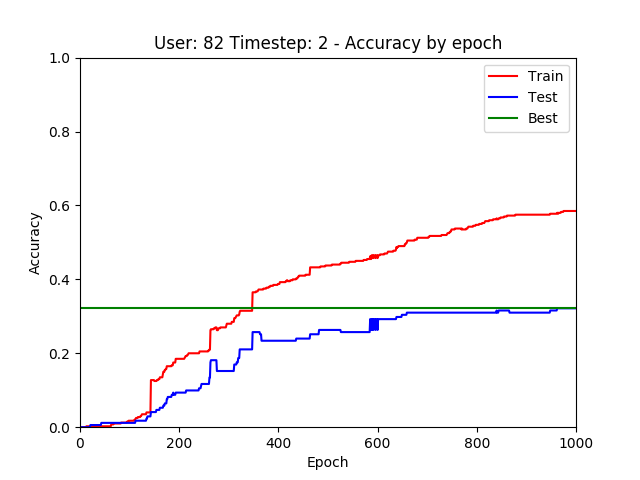 User: 82 Timestep: 2 - Accuracy by epoch
1.0
0.8
0.6
0.4
0.2
0.0
Accuracy
Train
Test
Best
0 200 400 600 800 1000
Epoch